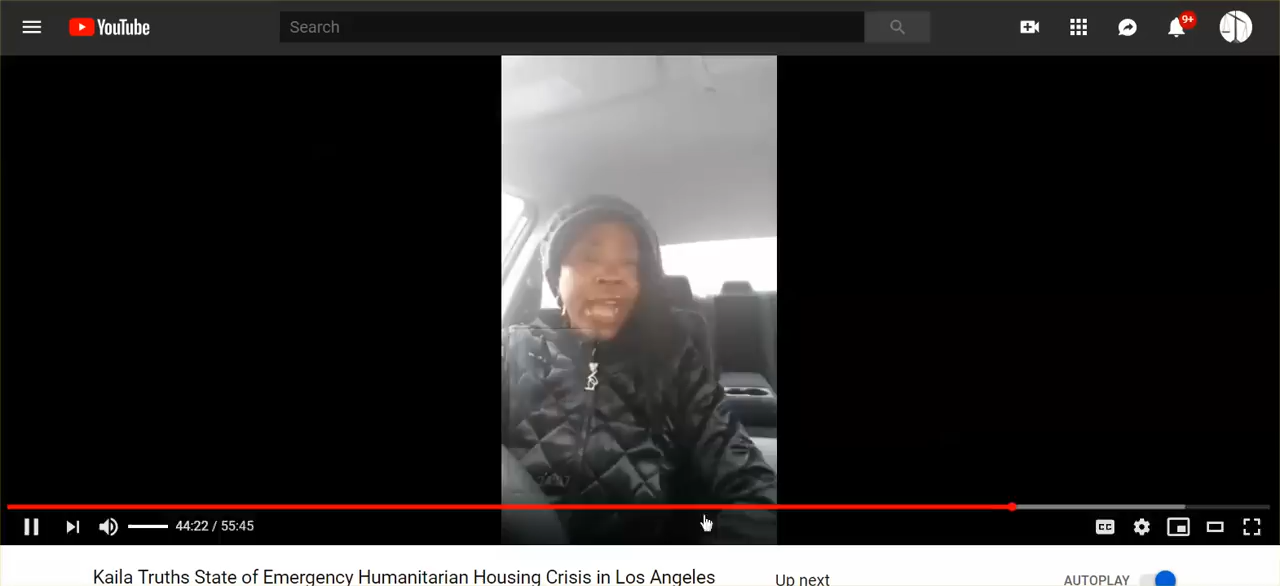 YouTube
Search
9+
44:22 / 55:45
CC
Kaila Truths State of Emergency Humanitarian Housing Crisis in Los Angeles
Up next
AUTOPLAY